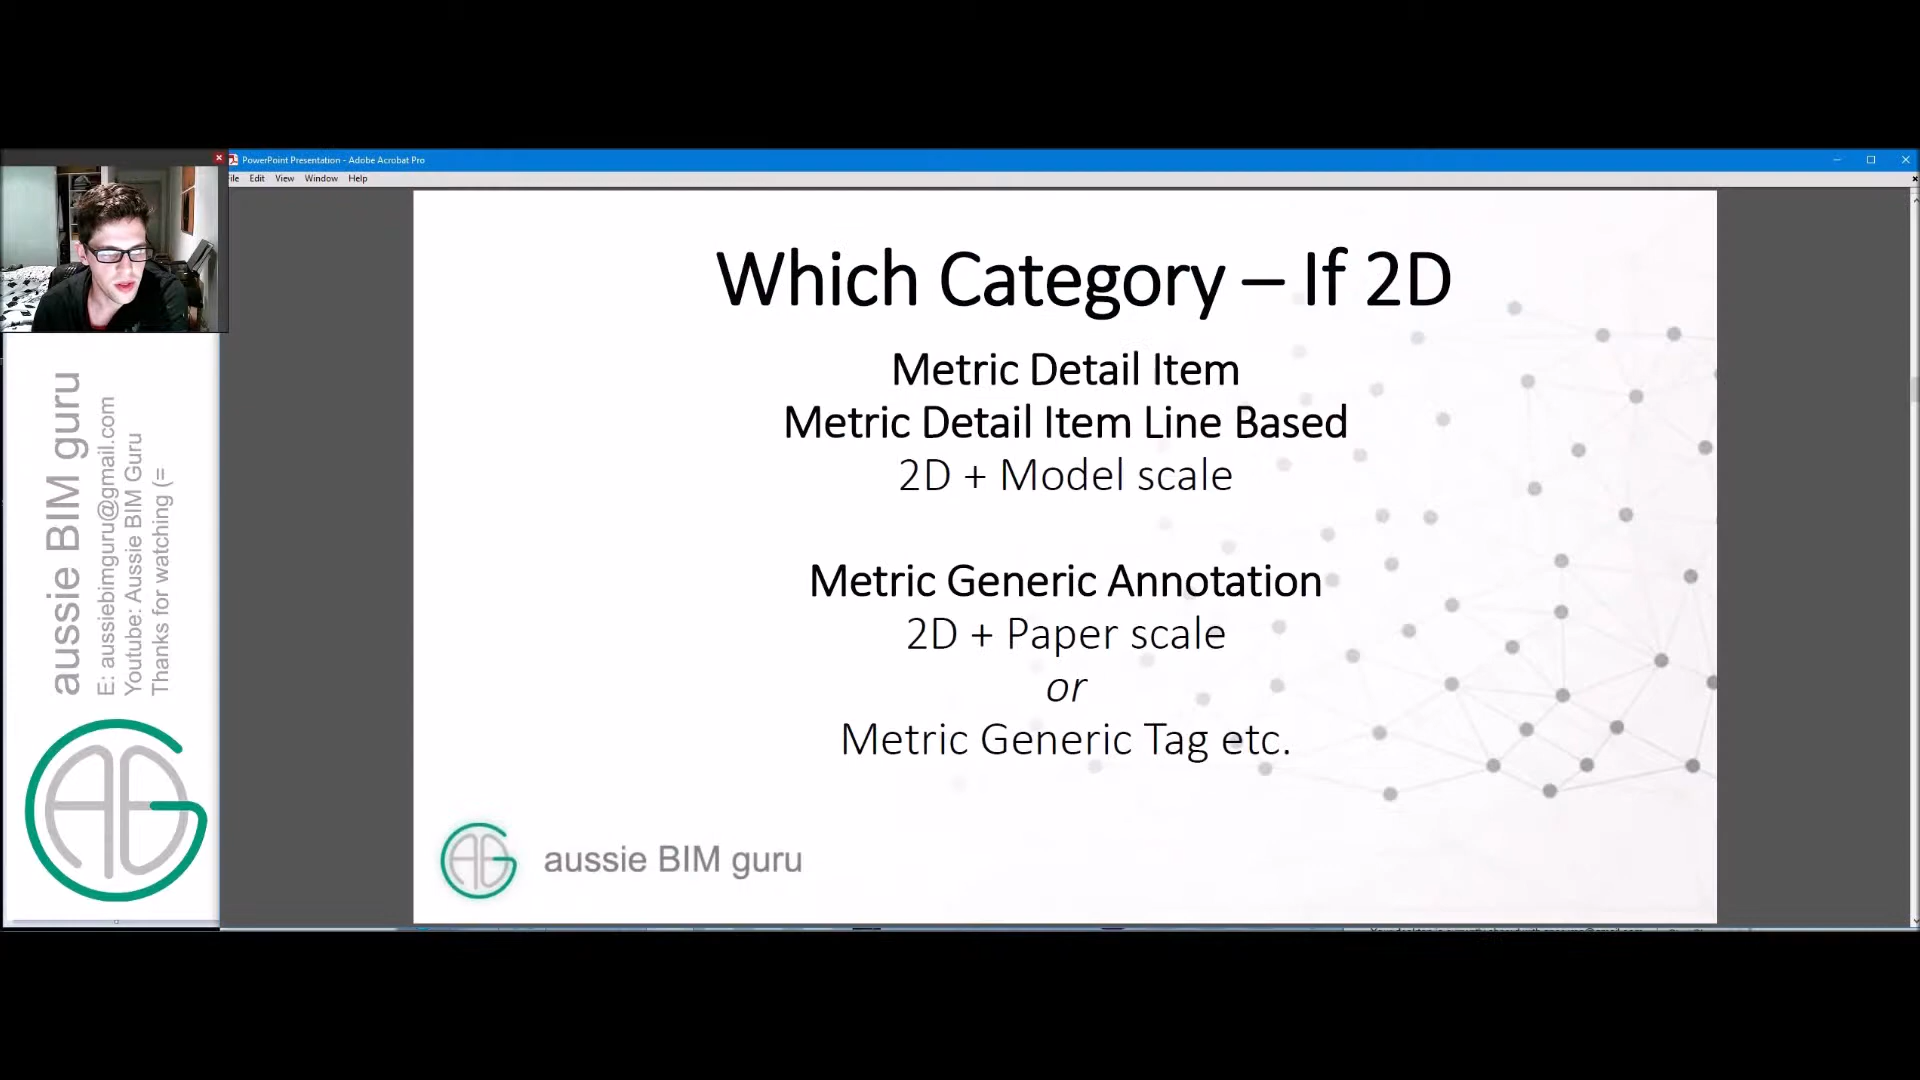 PowerPoint Presentation - Adobe Acrobat Pro
File Edit View Window Help
Which Category – If 2D
Metric Detail Item
Metric Detail Item Line Based
2D + Model scale
Metric Generic Annotation
2D + Paper scale
or
Metric Generic Tag etc.
aussie BIM guru
aussie BIM guru
E: aussiebimguru@gmail.com
Youtube: Aussie BIM Guru
Thanks for watching (=